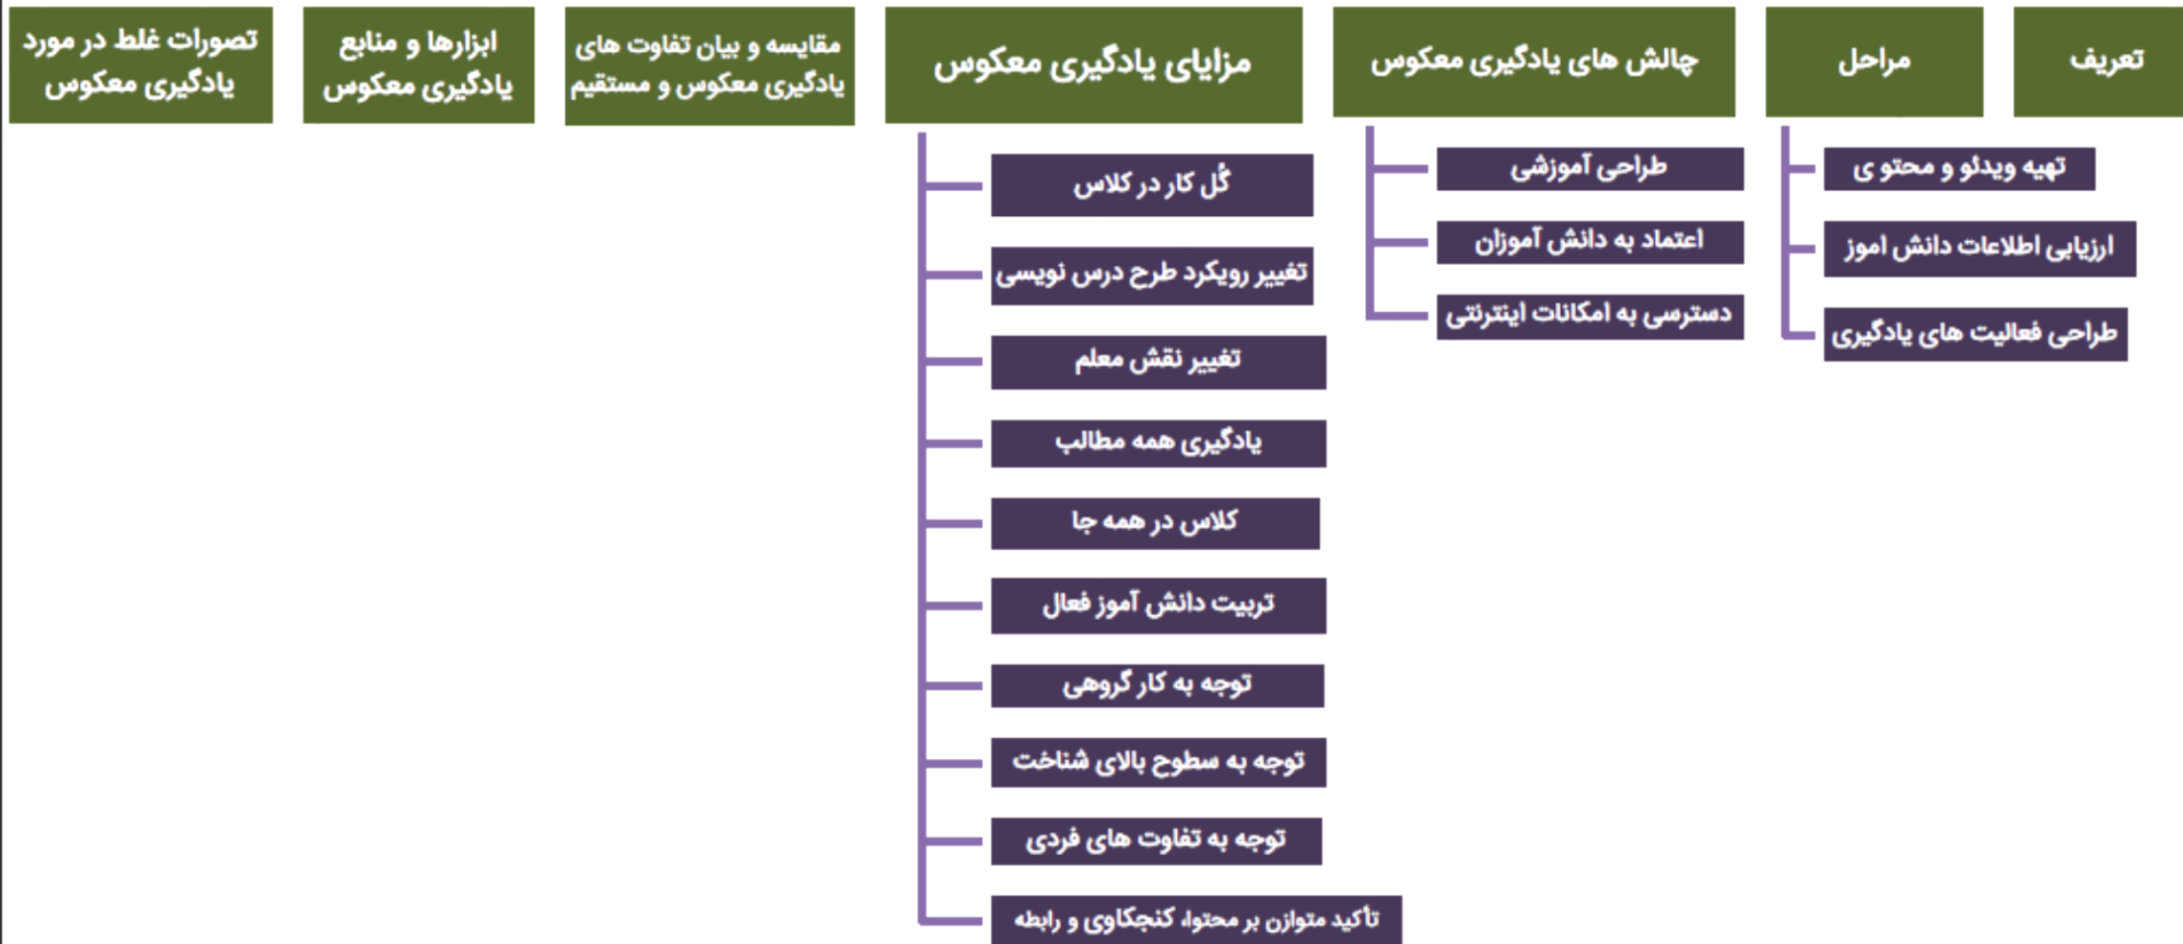 تعریف
مراحل
تهیه ویدئو و محتو ی
ارزیابی اطلاعات دانش اموز
طراحی فعالیت های یادگیری
چالش های یادگیری معکوس
طراحی آموزشی
اعتماد به دانش آموزان
دسترسی به امکانات اینترنتی
مزایای یادگیری معکوس
گُل کار در کلاس
تغییر رویکرد طرح درس نویسی
تغییر نقش معلم
یادگیری همه مطالب
کلاس در همه جا
تربیت دانش آموز فعال
توجه به کار گروهی
توجه به سطوح بالای شناخت
توجه به تفاوت های فردی
تأکید متوازن بر محتوا، کنجکاوی و رابطه
مقایسه و بیان تفاوت های
یادگیری معکوس و مستقیم
ابزارها و منابع
یادگیری معکوس
تصورات غلط در مورد
یادگیری معکوس